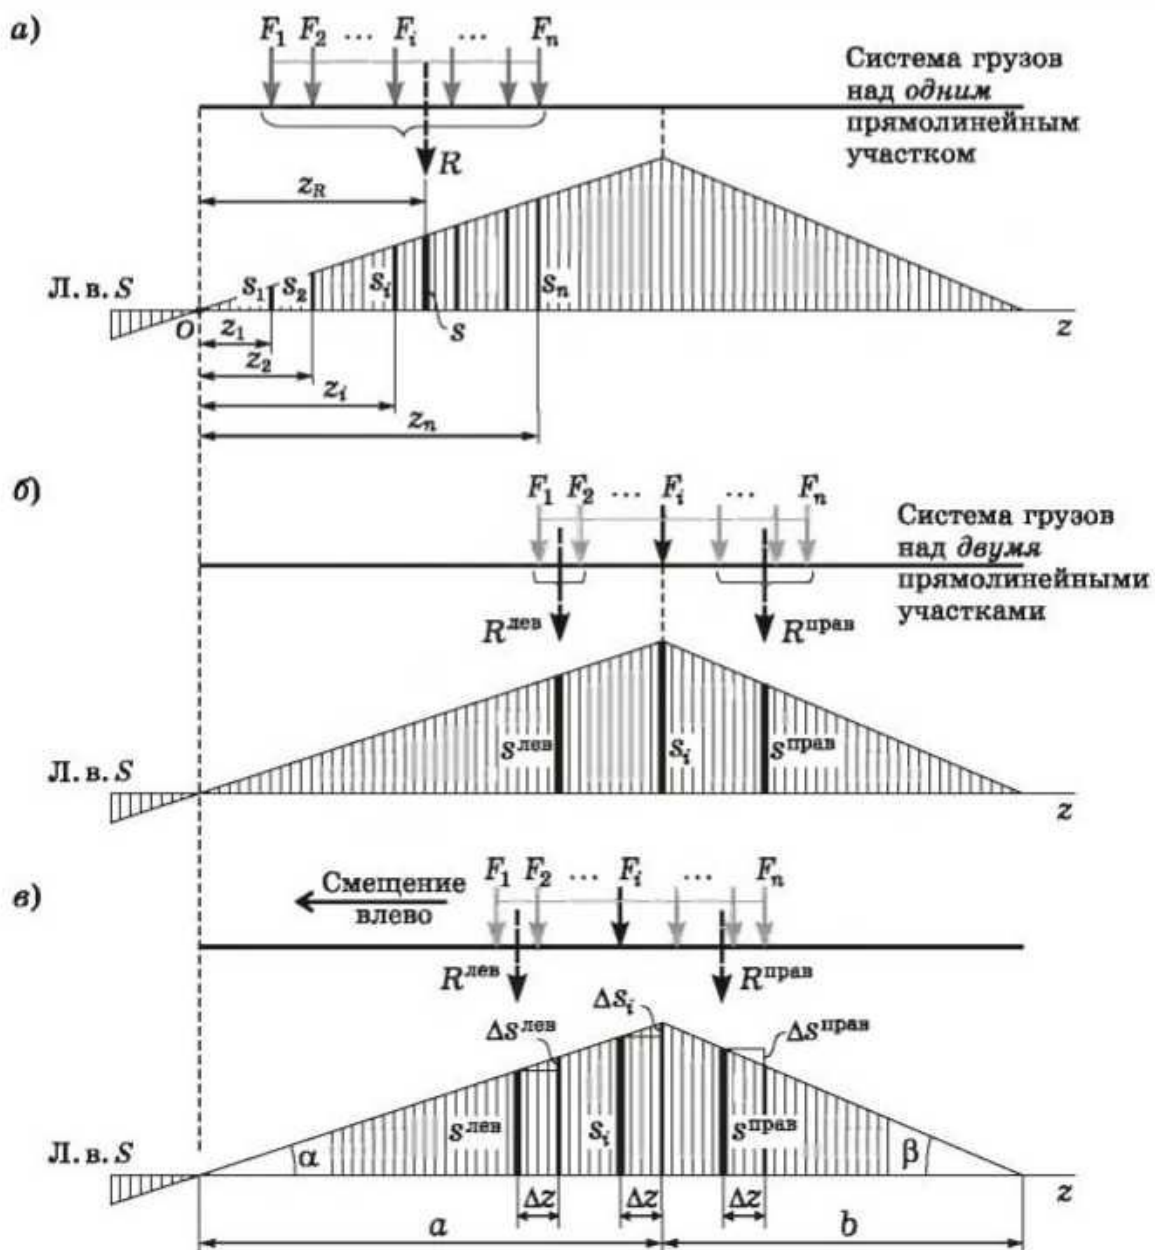 а)
F₁ F₂ ... Fᵢ ... Fₙ
Система грузов
над одним
прямолинейным
участком
R
z_R
Л. в. S
s₁ s₂ sᵢ sₙ
O z₁ s z
z₂
zᵢ
zₙ
б)
F₁ F₂ ... Fᵢ ... Fₙ
Система грузов
над двумя
прямолинейными
участками
Rлев Rправ
sлев sᵢ sправ
Л. в. S
z
в)
Смещение
влево
F₁ F₂ ... Fᵢ ... Fₙ
Rлев Rправ
Δsлев Δsᵢ Δsправ
sлев sᵢ sправ
Л. в. S
α β
z
Δz Δz Δz
a b